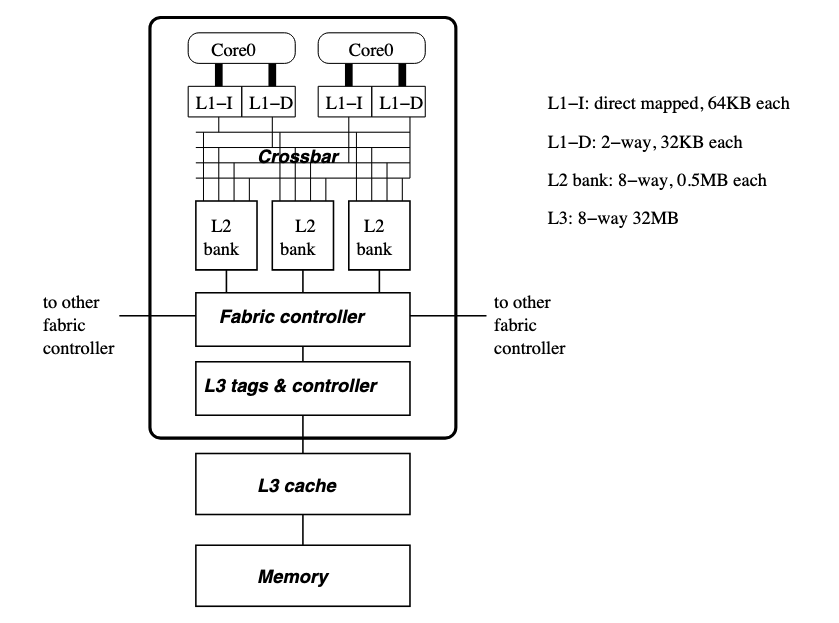 Core0
Core0
L1–I
L1–D
L1–I
L1–D
Crossbar
L2
bank
L2
bank
L2
bank
Fabric controller
to other
fabric
controller
to other
fabric
controller
L3 tags & controller
L3 cache
Memory
L1–I: direct mapped, 64KB each
L1–D: 2–way, 32KB each
L2 bank: 8–way, 0.5MB each
L3: 8–way 32MB